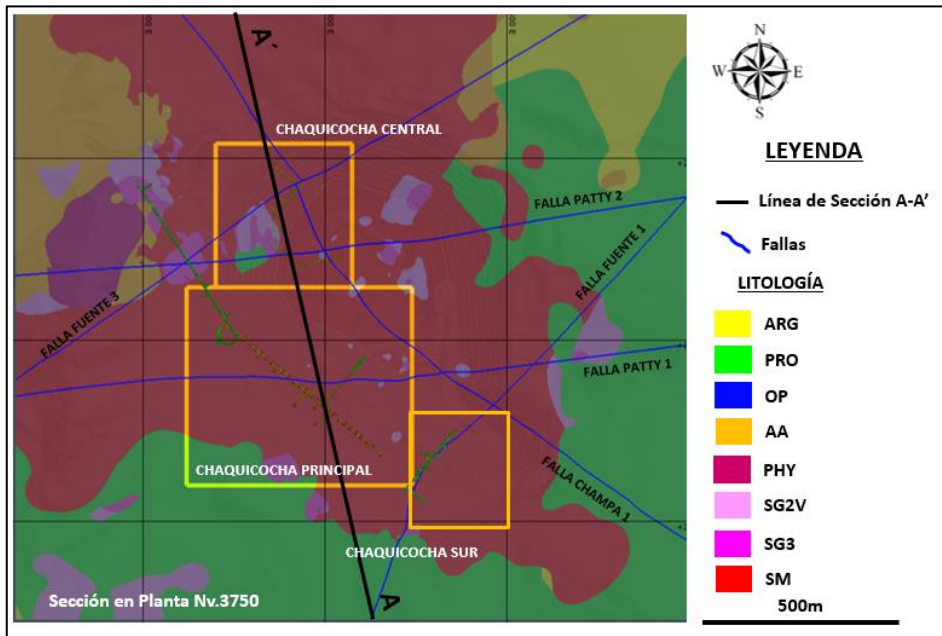 A'
CHAQUICOCHA CENTRAL
FALLA PATTY 2
FALLA FUENTE 1
FALLA FUENTE 3
FALLA PATTY 1
CHAQUICOCHA PRINCIPAL
FALLA CHAMPA 1
CHAQUICOCHA SUR
A
Sección en Planta Nv.3750
N
W E
S
LEYENDA
Línea de Sección A-A'
Fallas
LITOLOGÍA
ARG
PRO
OP
AA
PHY
SG2V
SG3
SM
500m